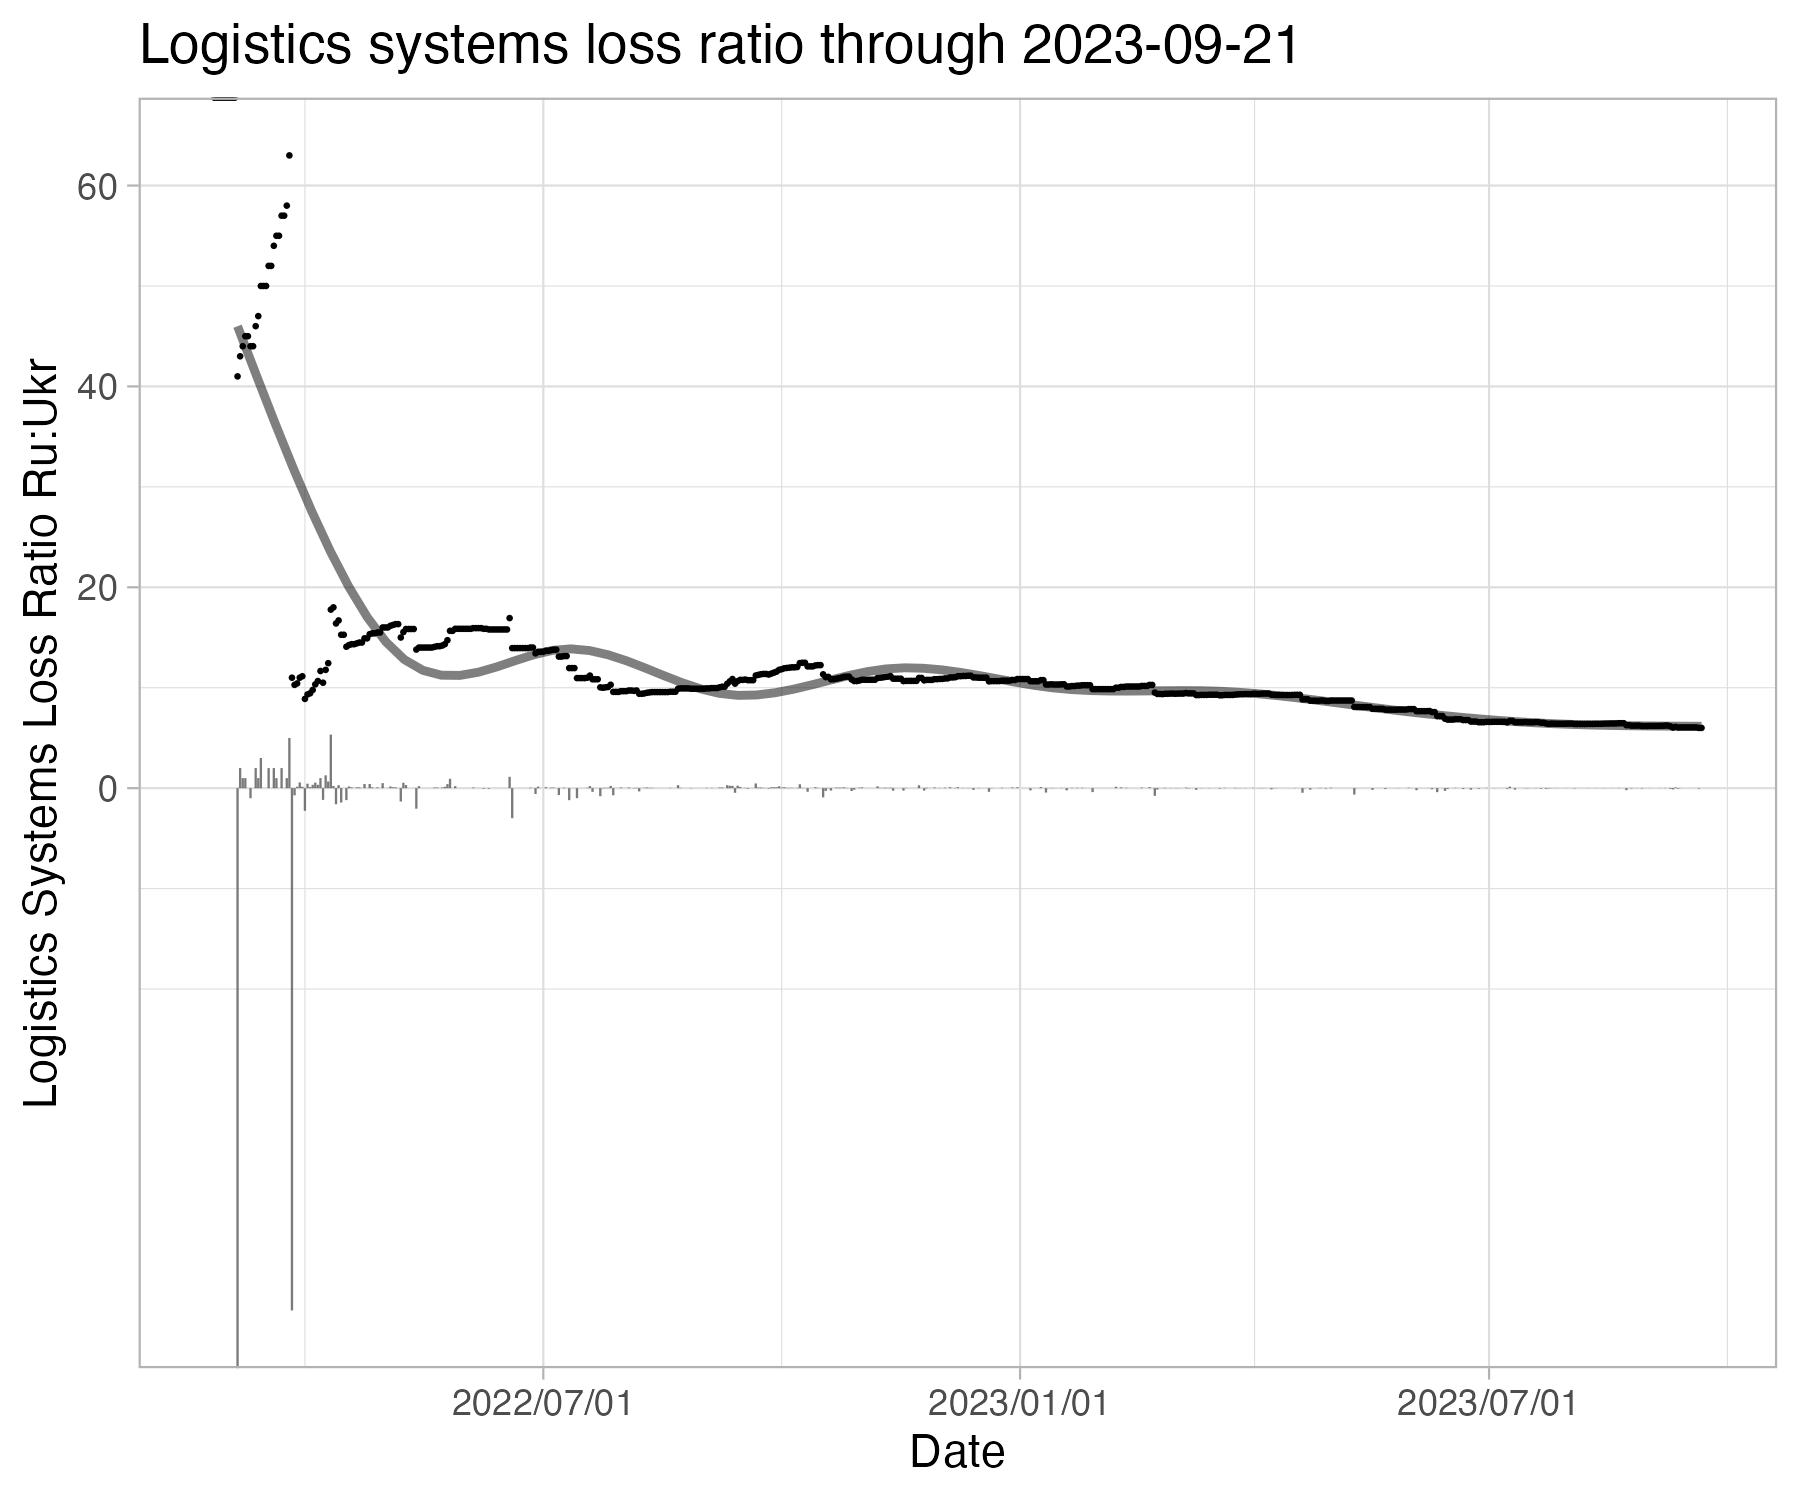 Logistics systems loss ratio through 2023-09-21
Logistics Systems Loss Ratio Ru:Ukr
60
40
20
0
2022/07/01
2023/01/01
2023/07/01
Date